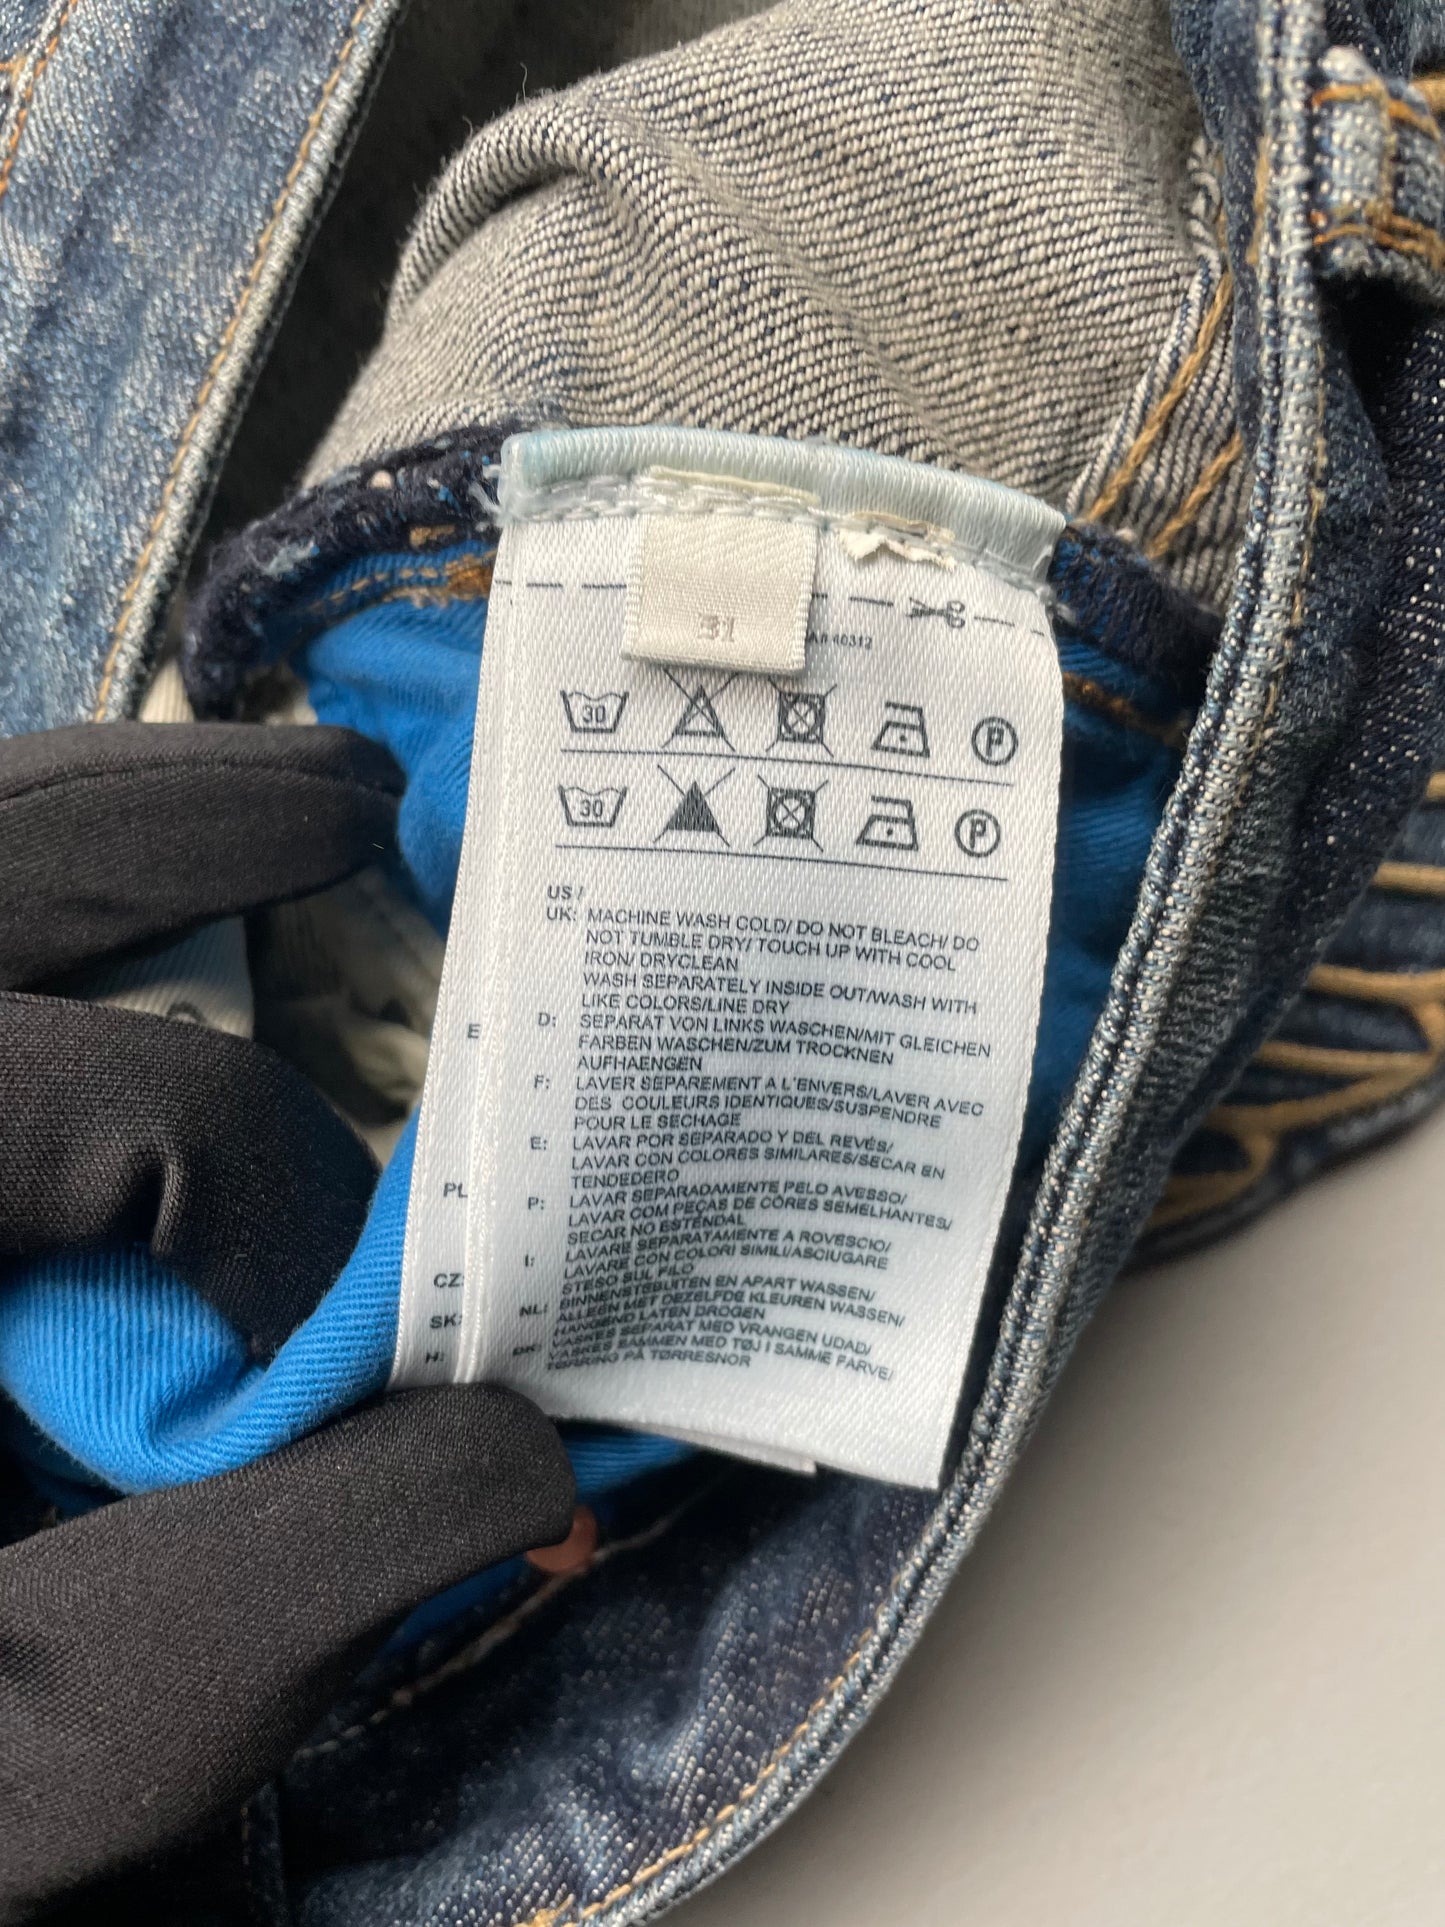 31
40312
30 P
30 P
US /
UK: MACHINE WASH COLD/ DO NOT BLEACH/ DO
NOT TUMBLE DRY/ TOUCH UP WITH COOL
IRON/ DRYCLEAN
WASH SEPARATELY INSIDE OUT/WASH WITH
LIKE COLORS/LINE DRY
D: SEPARAT VON LINKS WASCHEN/MIT GLEICHEN
FARBEN WASCHEN/ZUM TROCKNEN
AUFHAENGEN
F: LAVER SEPAREMENT A L'ENVERS/LAVER AVEC
DES COULEURS IDENTIQUES/SUSPENDRE
POUR LE SECHAGE
E: LAVAR POR SEPARADO Y DEL REVÉS/
LAVAR CON COLORES SIMILARES/SECAR EN
TENDEDERO
P: LAVAR SEPARADAMENTE PELO AVESSO/
LAVAR COM PEÇAS DE CÔRES SEMELHANTES/
SECAR NO ESTENDAL
I: LAVARE SEPARATAMENTE A ROVESCIO/
LAVARE CON COLORI SIMILI/ASCIUGARE
STESO SUL FILO
NL: BINNENSTEBUITEN EN APART WASSEN/
ALLEEN MET DEZELFDE KLEUREN WASSEN/
HANGEND LATEN DROGEN
DK: VASKES SEPARAT MED VRANGEN UDAD/
VASKES SAMMEN MED TØJ I SAMME FARVE/
TØRRING PÅ TØRRESNOR
E
PL
CZ:
SK:
H: